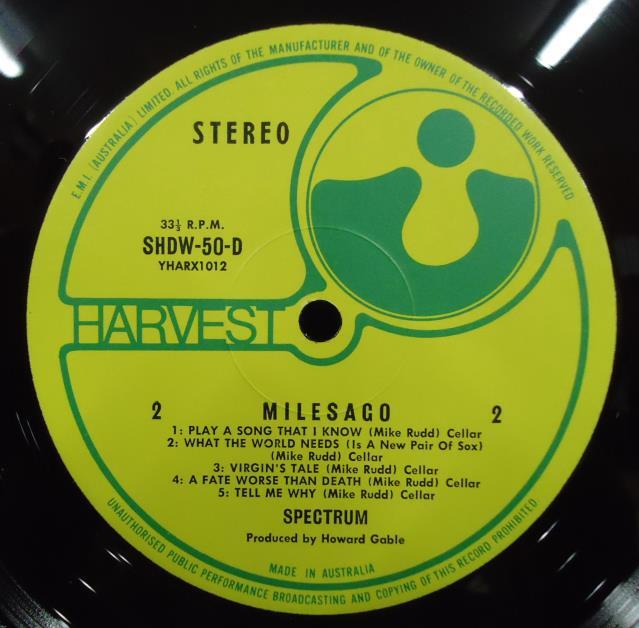 E.M.I. (AUSTRALIA) LIMITED. ALL RIGHTS OF THE MANUFACTURER AND OF THE OWNER OF THE RECORDED WORK RESERVED
STEREO
33⅓ R.P.M.
SHDW-50-D
YHARX1012
HARVEST
2 MILESAGO 2
1: PLAY A SONG THAT I KNOW (Mike Rudd) Cellar
2: WHAT THE WORLD NEEDS (Is A New Pair Of Sox)
(Mike Rudd) Cellar
3: VIRGIN'S TALE (Mike Rudd) Cellar
4: A FATE WORSE THAN DEATH (Mike Rudd) Cellar
5: TELL ME WHY (Mike Rudd) Cellar
SPECTRUM
Produced by Howard Gable
MADE IN AUSTRALIA
UNAUTHORISED PUBLIC PERFORMANCE BROADCASTING AND COPYING OF THIS RECORD PROHIBITED